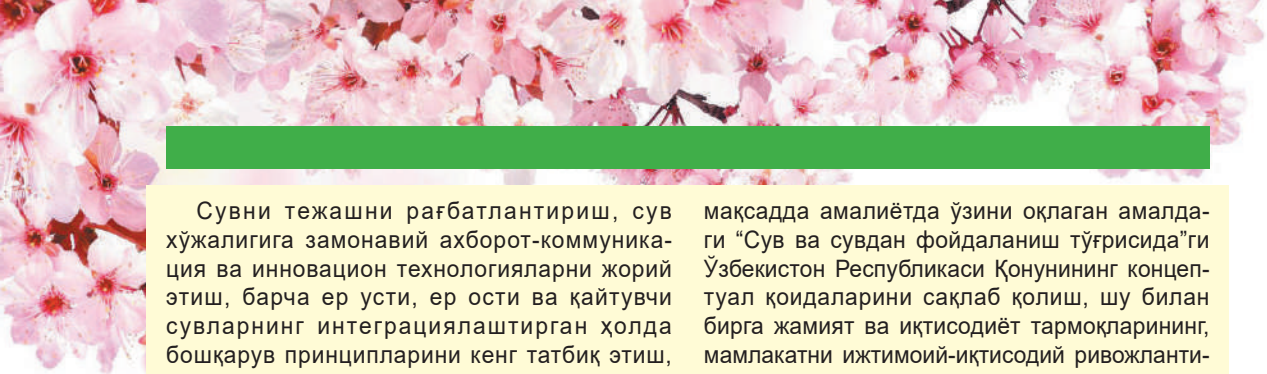 Сувни тежашни рағбатлантириш, сув
хўжалигига замонавий ахборот-коммуника-
ция ва инновацион технологияларни жорий
этиш, барча ер усти, ер ости ва қайтувчи
сувларнинг интеграциялаштирган ҳолда
бошқарув принципларини кенг татбиқ этиш,
мақсадда амалиётда ўзини оқлаган амалда-
ги “Сув ва сувдан фойдаланиш тўғрисида”ги
Ўзбекистон Республикаси Қонунининг концеп-
туал қоидаларини сақлаб қолиш, шу билан
бирга жамият ва иқтисодиёт тармоқларининг,
мамлакатни ижтимоий-иқтисодий ривожланти-